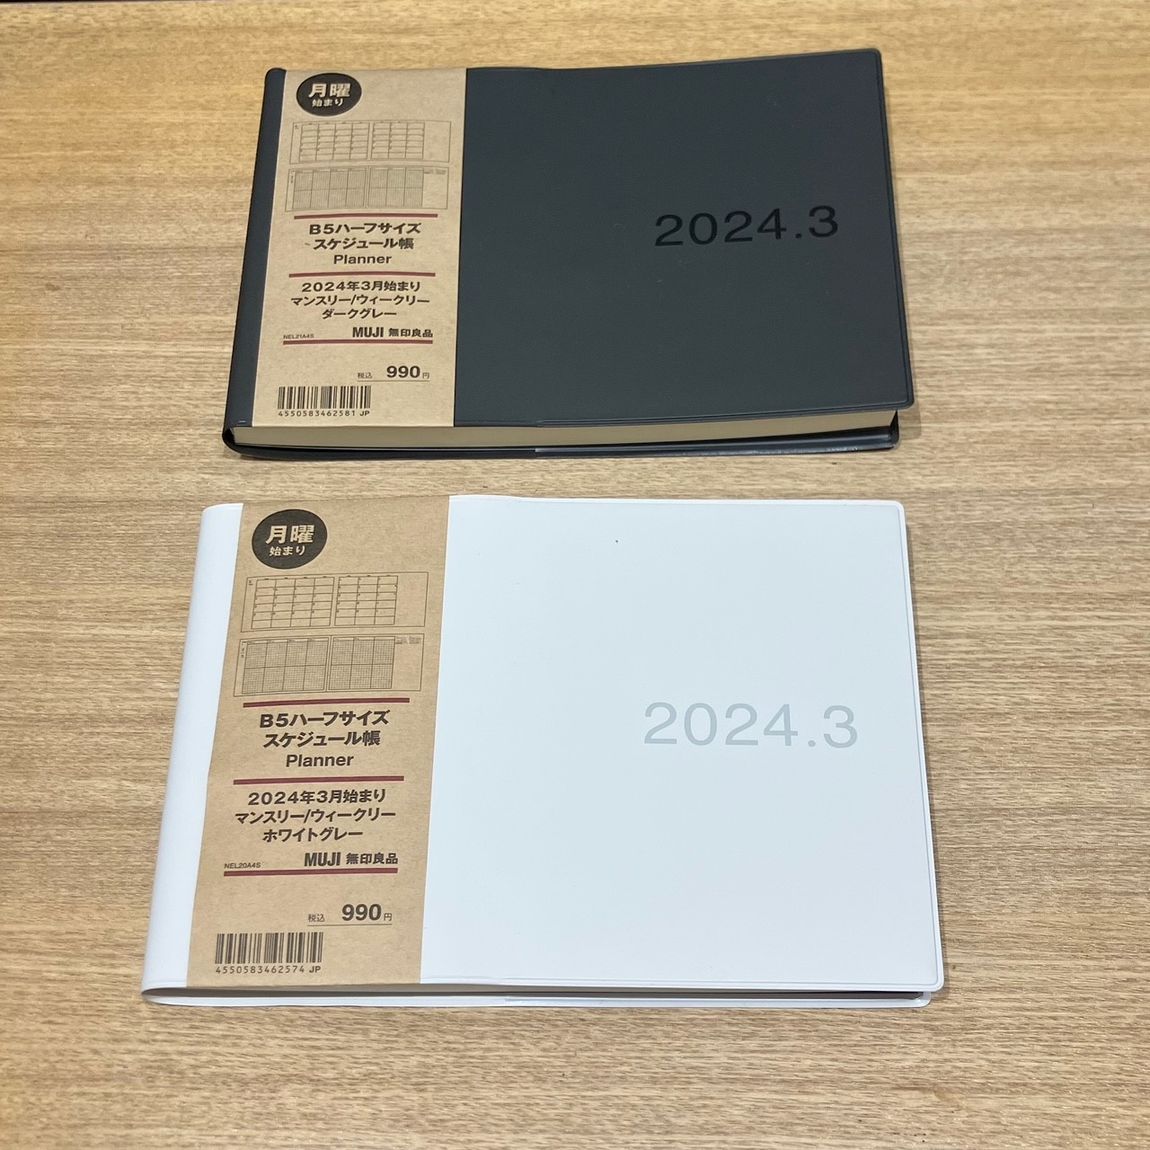 月曜
始まり
B5ハーフサイズ
スケジュール帳
Planner
2024年3月始まり
マンスリー/ウィークリー
ダークグレー
NEL21A4S
MUJI 無印良品
税込 990円
4550583462581 JP
2024.3
月曜
始まり
B5ハーフサイズ
スケジュール帳
Planner
2024年3月始まり
マンスリー/ウィークリー
ホワイトグレー
NEL20A4S
MUJI 無印良品
税込 990円
4550583462574 JP
2024.3